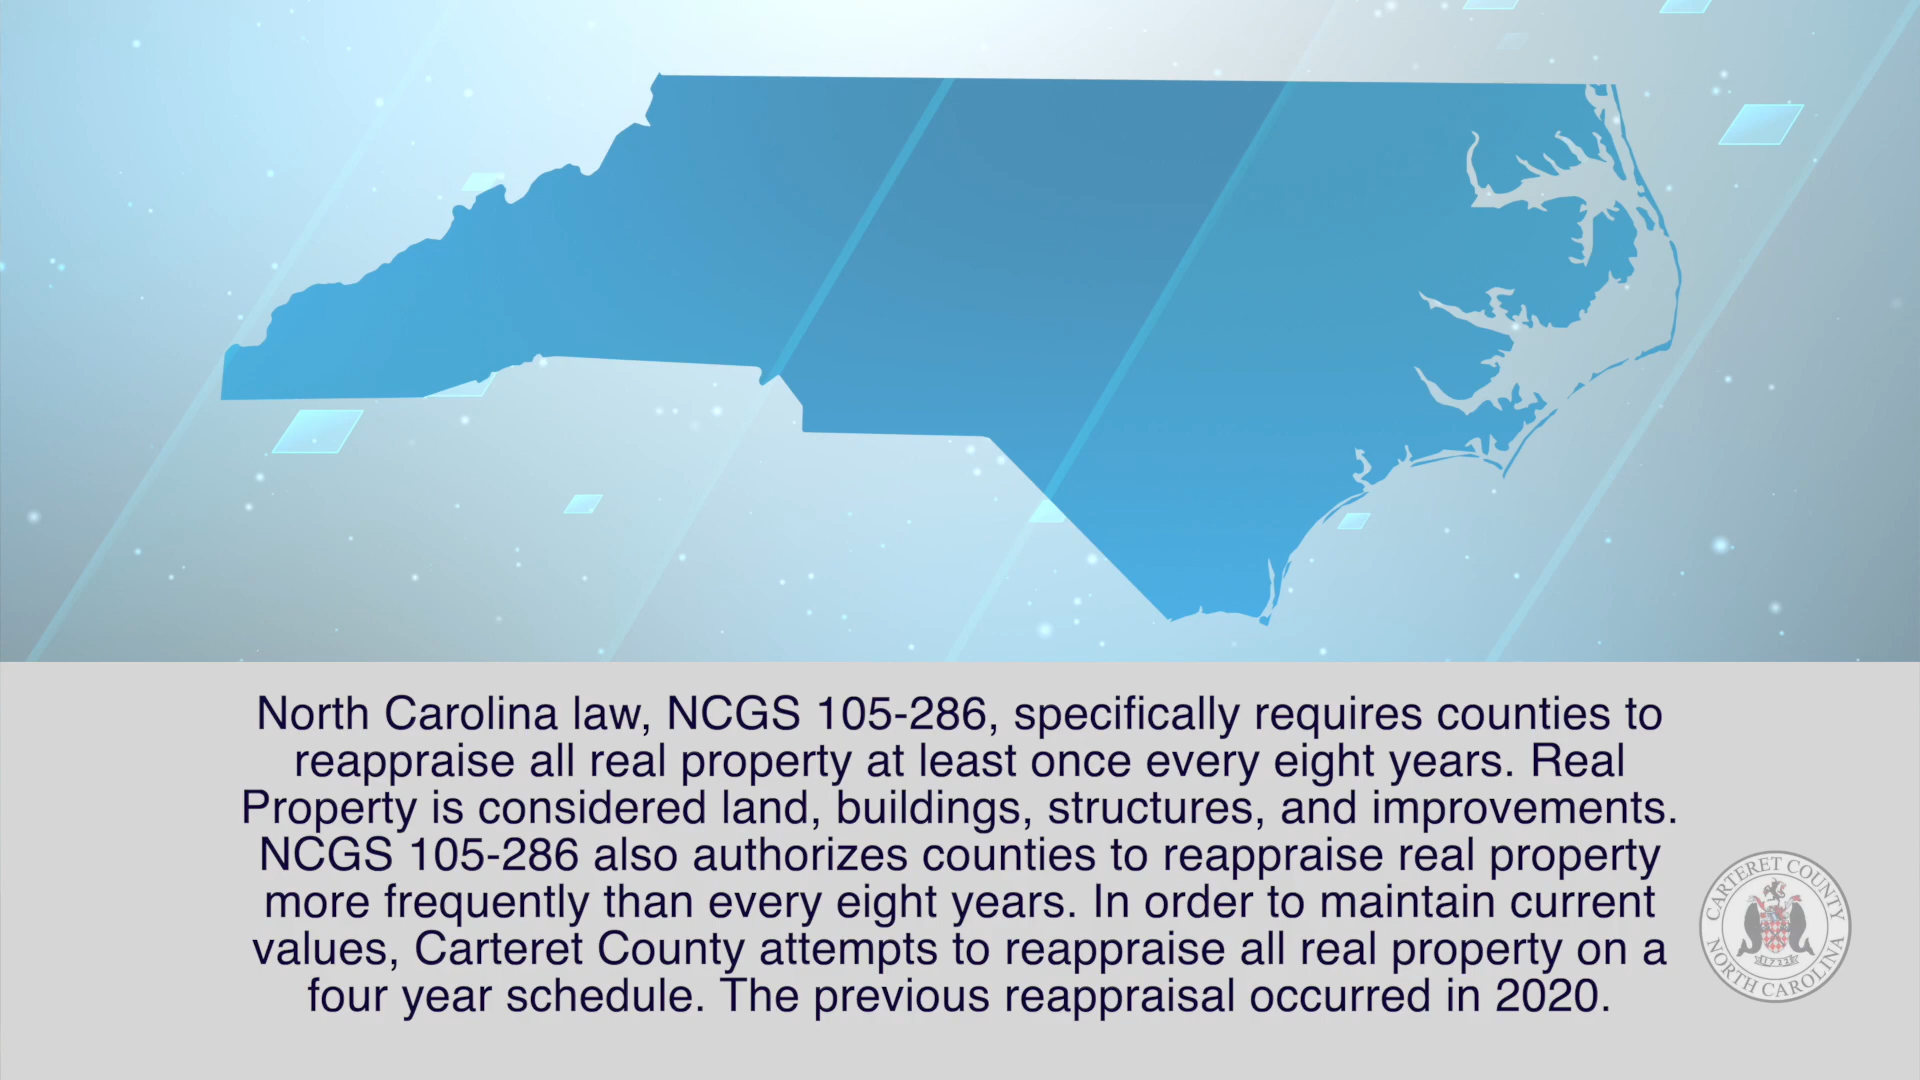 North Carolina law, NCGS 105-286, specifically requires counties to
reappraise all real property at least once every eight years. Real
Property is considered land, buildings, structures, and improvements.
NCGS 105-286 also authorizes counties to reappraise real property
more frequently than every eight years. In order to maintain current
values, Carteret County attempts to reappraise all real property on a
four year schedule. The previous reappraisal occurred in 2020.
CARTERET COUNTY
1722
NORTH CAROLINA